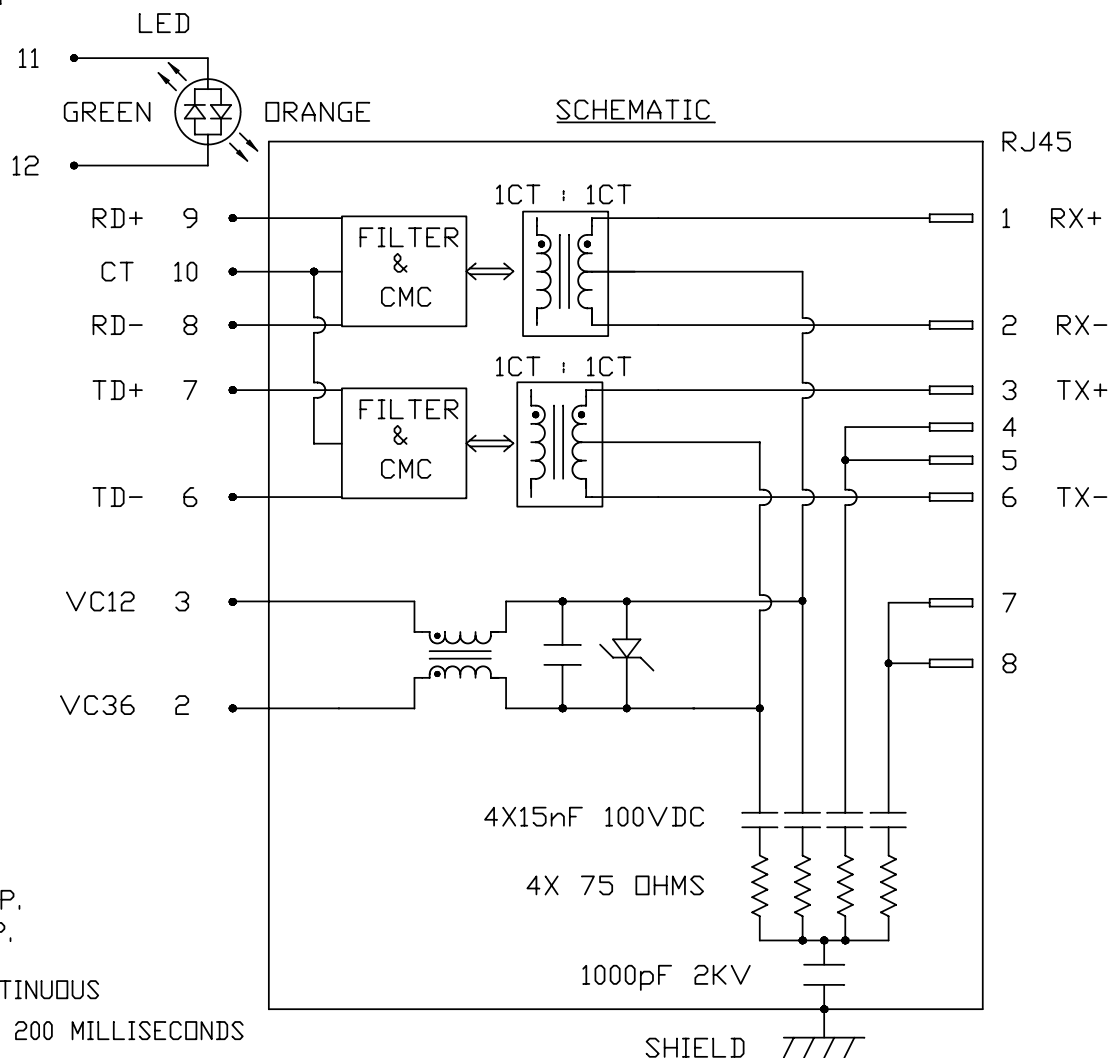 LED
11
GREEN ORANGE
12
SCHEMATIC
RJ45
1CT : 1CT
RD+ 9
CT 10
RD- 8
FILTER
&
CMC
1 RX+
2 RX-
1CT : 1CT
TD+ 7
TD- 6
FILTER
&
CMC
3 TX+
4
5
6 TX-
VC12 3
VC36 2
7
8
4X15nF 100VDC
4X 75 OHMS
P.
P.
1000pF 2KV
TINUOUS
200 MILLISECONDS
SHIELD